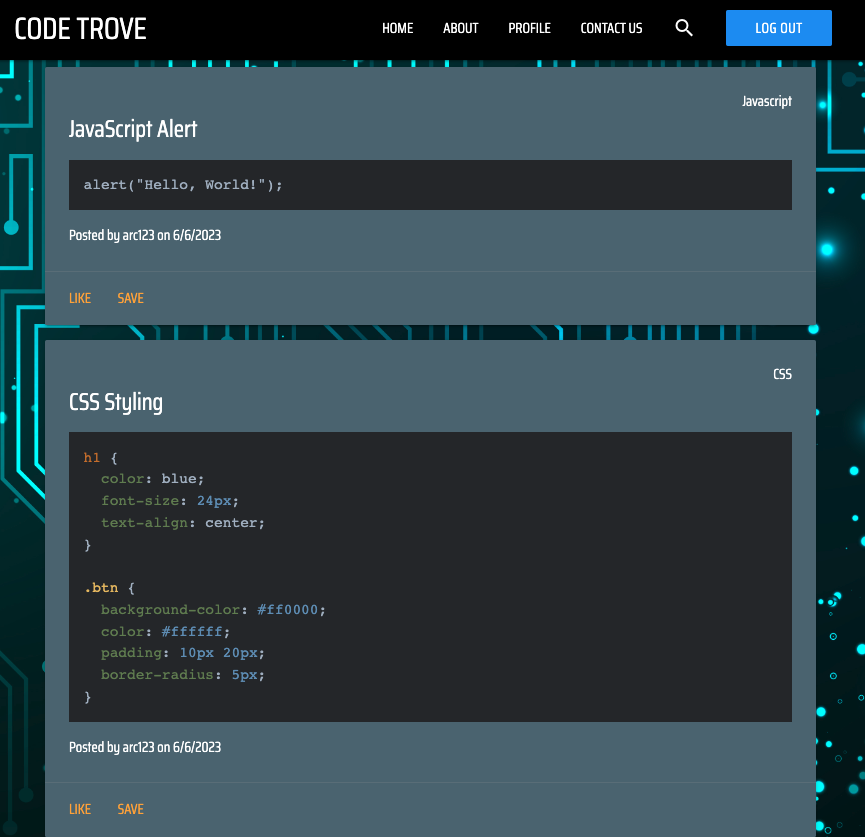 CODE TROVE HOME ABOUT PROFILE CONTACT US LOG OUT
Javascript
JavaScript Alert
alert("Hello, World!");
Posted by arc123 on 6/6/2023
LIKE SAVE
CSS
CSS Styling
h1 {
  color: blue;
  font-size: 24px;
  text-align: center;
}
.btn {
  background-color: #ff0000;
  color: #ffffff;
  padding: 10px 20px;
  border-radius: 5px;
}
Posted by arc123 on 6/6/2023
LIKE SAVE